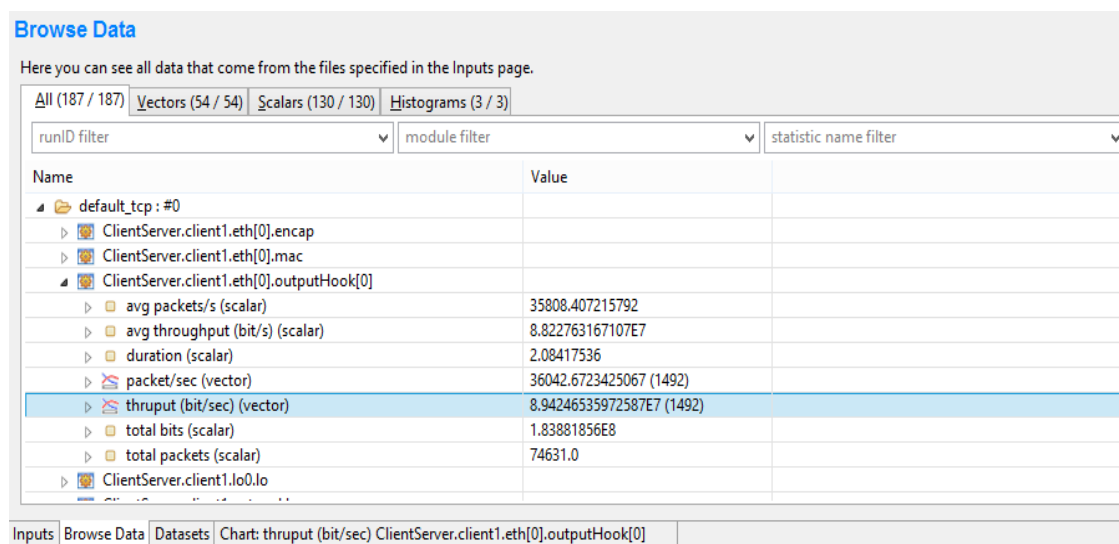 Browse Data
Here you can see all data that come from the files specified in the Inputs page.
All (187 / 187) Vectors (54 / 54) Scalars (130 / 130) Histograms (3 / 3)
runID filter module filter statistic name filter
Name Value
default_tcp : #0
ClientServer.client1.eth[0].encap
ClientServer.client1.eth[0].mac
ClientServer.client1.eth[0].outputHook[0]
avg packets/s (scalar) 35808.407215792
avg throughput (bit/s) (scalar) 8.822763167107E7
duration (scalar) 2.08417536
packet/sec (vector) 36042.6723425067 (1492)
thruput (bit/sec) (vector) 8.94246535972587E7 (1492)
total bits (scalar) 1.83881856E8
total packets (scalar) 74631.0
ClientServer.client1.lo0.lo
Inputs Browse Data Datasets Chart: thruput (bit/sec) ClientServer.client1.eth[0].outputHook[0]